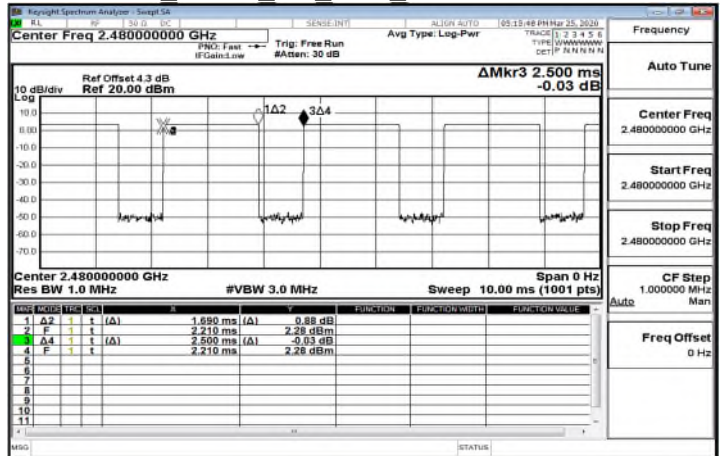 Keysight Spectrum Analyzer - Swept SA
RL RF 50 Ω DC SENSE:INT ALIGN AUTO 05:15:48 PM Mar 25, 2020
Center Freq 2.480000000 GHz
PNO: Fast
IFGain:Low
Trig: Free Run
#Atten: 30 dB
Avg Type: Log-Pwr
TRACE 1 2 3 4 5 6
TYPE WWWWWW
DET P N N N N N
Ref Offset 4.3 dB
10 dB/div Ref 20.00 dBm
Log
ΔMkr3 2.500 ms
-0.03 dB
10.0
0.00
-10.0
-20.0
-30.0
-40.0
-50.0
-60.0
-70.0
1Δ2
3Δ4
Center 2.480000000 GHz Span 0 Hz
Res BW 1.0 MHz #VBW 3.0 MHz Sweep 10.00 ms (1001 pts)
MKR MODE TRC SCL X Y FUNCTION FUNCTION WIDTH FUNCTION VALUE
1 Δ2 1 t (Δ) 1.690 ms (Δ) 0.88 dB
2 F 1 t 2.210 ms 2.28 dBm
3 Δ4 1 t (Δ) 2.500 ms (Δ) -0.03 dB
4 F 1 t 2.210 ms 2.28 dBm
5
6
7
8
9
10
11
MSG STATUS
Frequency
Auto Tune
Center Freq
2.480000000 GHz
Start Freq
2.480000000 GHz
Stop Freq
2.480000000 GHz
CF Step
1.000000 MHz
Auto Man
Freq Offset
0 Hz